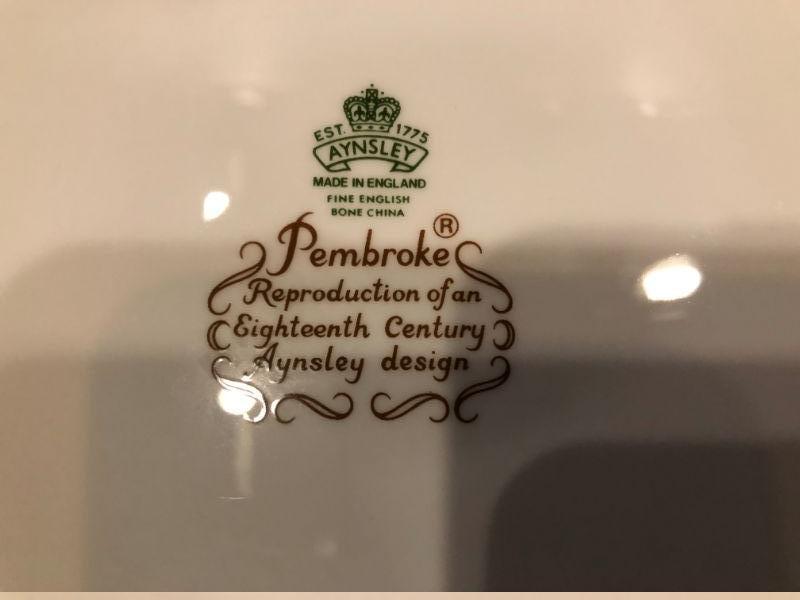 EST. 1775
AYNSLEY
MADE IN ENGLAND
FINE ENGLISH
BONE CHINA
Pembroke®
Reproduction of an
Eighteenth Century
Aynsley design